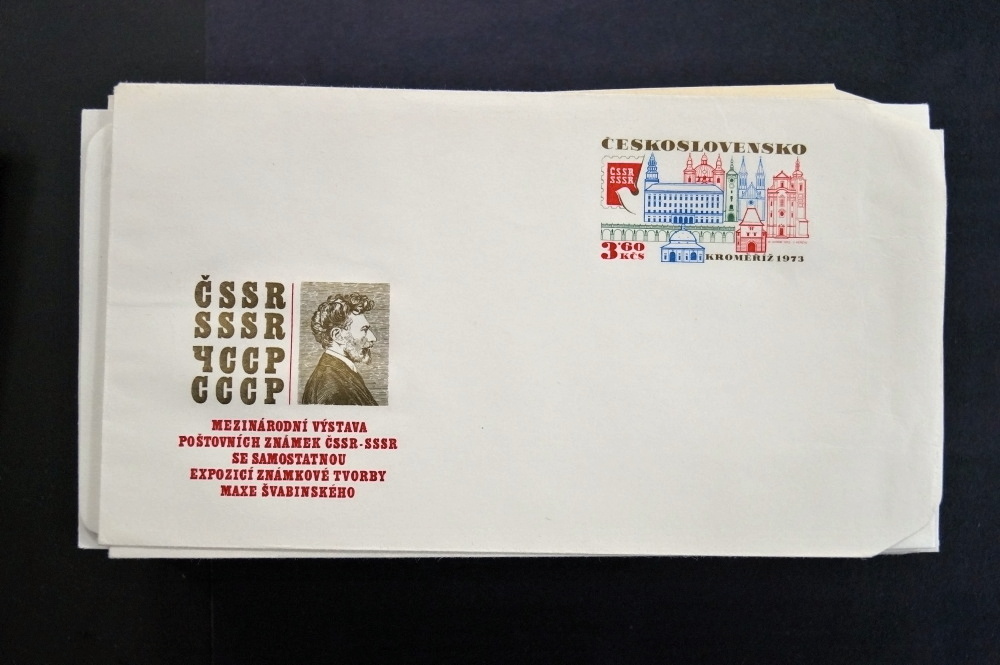 ČESKOSLOVENSKO
ČSSR
SSSR
3'60
KČS
KROMĚŘÍŽ 1973
ČSSR
SSSR
ЧССР
СССР
MEZINÁRODNÍ VÝSTAVA
POŠTOVNÍCH ZNÁMEK ČSSR-SSSR
SE SAMOSTATNOU
EXPOZICÍ ZNÁMKOVÉ TVORBY
MAXE ŠVABINSKÉHO